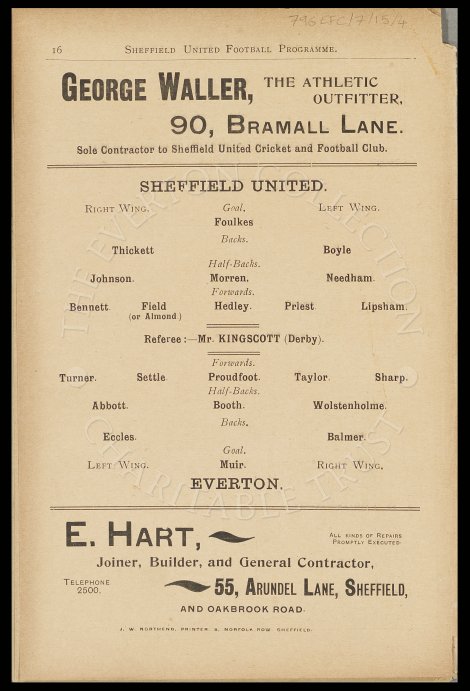 796 EFC/7/15/4
16 SHEFFIELD UNITED FOOTBALL PROGRAMME.
GEORGE WALLER, THE ATHLETIC
OUTFITTER,
90, BRAMALL LANE.
Sole Contractor to Sheffield United Cricket and Football Club.
SHEFFIELD UNITED.
RIGHT WING. Goal. LEFT WING.
Foulkes
Backs.
Thickett Boyle
Half-Backs.
Johnson. Morren. Needham.
Forwards.
Bennett. Field Hedley. Priest. Lipsham.
(or Almond.)
Referee:—Mr. KINGSCOTT (Derby).
Forwards.
Turner. Settle. Proudfoot. Taylor. Sharp.
Half-Backs.
Abbott. Booth. Wolstenholme.
Backs.
Eccles. Balmer.
Goal.
LEFT WING. Muir. RIGHT WING.
EVERTON.
THE EVERTON COLLECTION
CHARITABLE TRUST
E. HART,
ALL KINDS OF REPAIRS
PROMPTLY EXECUTED.
Joiner, Builder, and General Contractor,
TELEPHONE
2500.
55, ARUNDEL LANE, SHEFFIELD,
AND OAKBROOK ROAD.
J. W. NORTHEND, PRINTER, 8, NORFOLK ROW, SHEFFIELD.